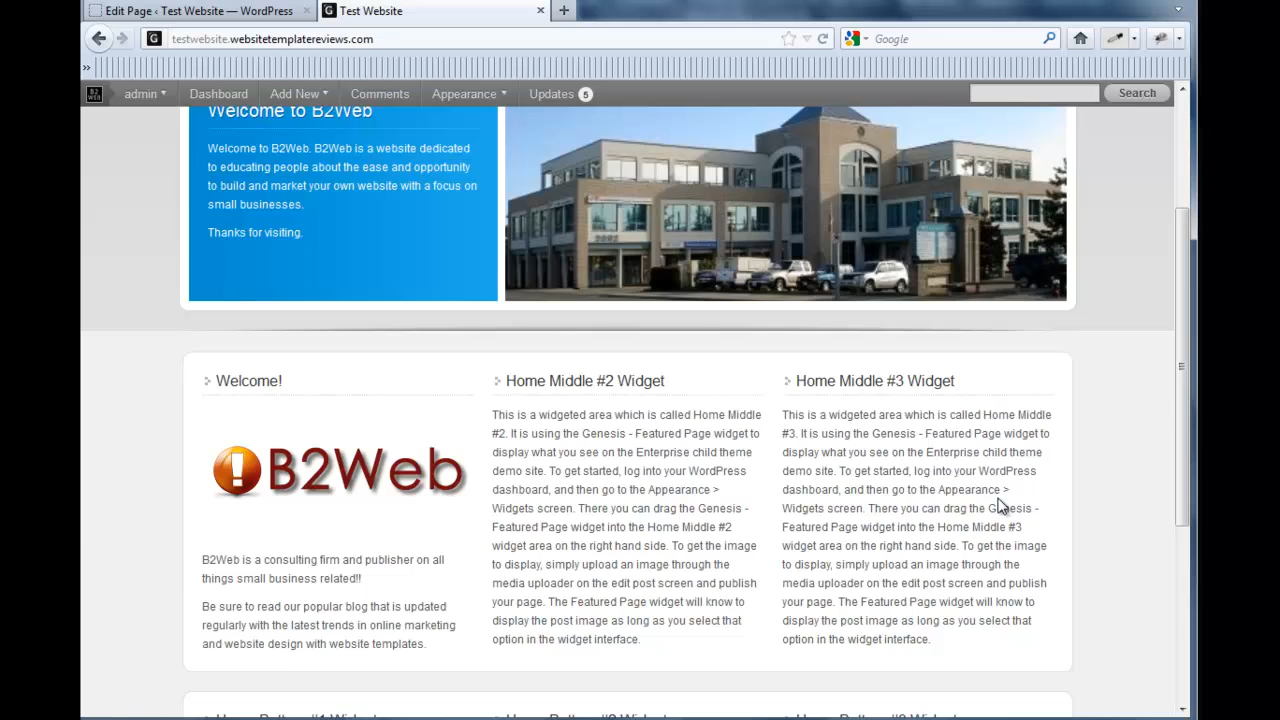 Edit Page ‹ Test Website — WordPress
Test Website
testwebsite.websitetemplatereviews.com
Google
admin Dashboard Add New Comments Appearance Updates 5 Search
Welcome to B2Web
Welcome to B2Web. B2Web is a website dedicated
to educating people about the ease and opportunity
to build and market your own website with a focus on
small businesses.
Thanks for visiting.
Welcome!
B2Web
B2Web is a consulting firm and publisher on all
things small business related!!
Be sure to read our popular blog that is updated
regularly with the latest trends in online marketing
and website design with website templates.
Home Middle #2 Widget
This is a widgeted area which is called Home Middle
#2. It is using the Genesis - Featured Page widget to
display what you see on the Enterprise child theme
demo site. To get started, log into your WordPress
dashboard, and then go to the Appearance >
Widgets screen. There you can drag the Genesis -
Featured Page widget into the Home Middle #2
widget area on the right hand side. To get the image
to display, simply upload an image through the
media uploader on the edit post screen and publish
your page. The Featured Page widget will know to
display the post image as long as you select that
option in the widget interface.
Home Middle #3 Widget
This is a widgeted area which is called Home Middle
#3. It is using the Genesis - Featured Page widget to
display what you see on the Enterprise child theme
demo site. To get started, log into your WordPress
dashboard, and then go to the Appearance >
Widgets screen. There you can drag the Genesis -
Featured Page widget into the Home Middle #3
widget area on the right hand side. To get the image
to display, simply upload an image through the
media uploader on the edit post screen and publish
your page. The Featured Page widget will know to
display the post image as long as you select that
option in the widget interface.